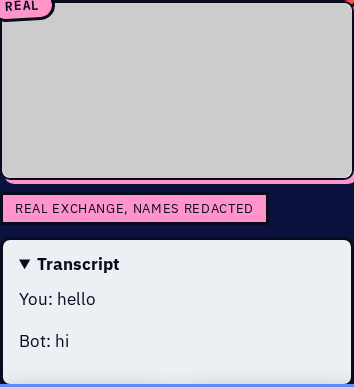 REAL
REAL EXCHANGE, NAMES REDACTED
▼ Transcript
You: hello
Bot: hi